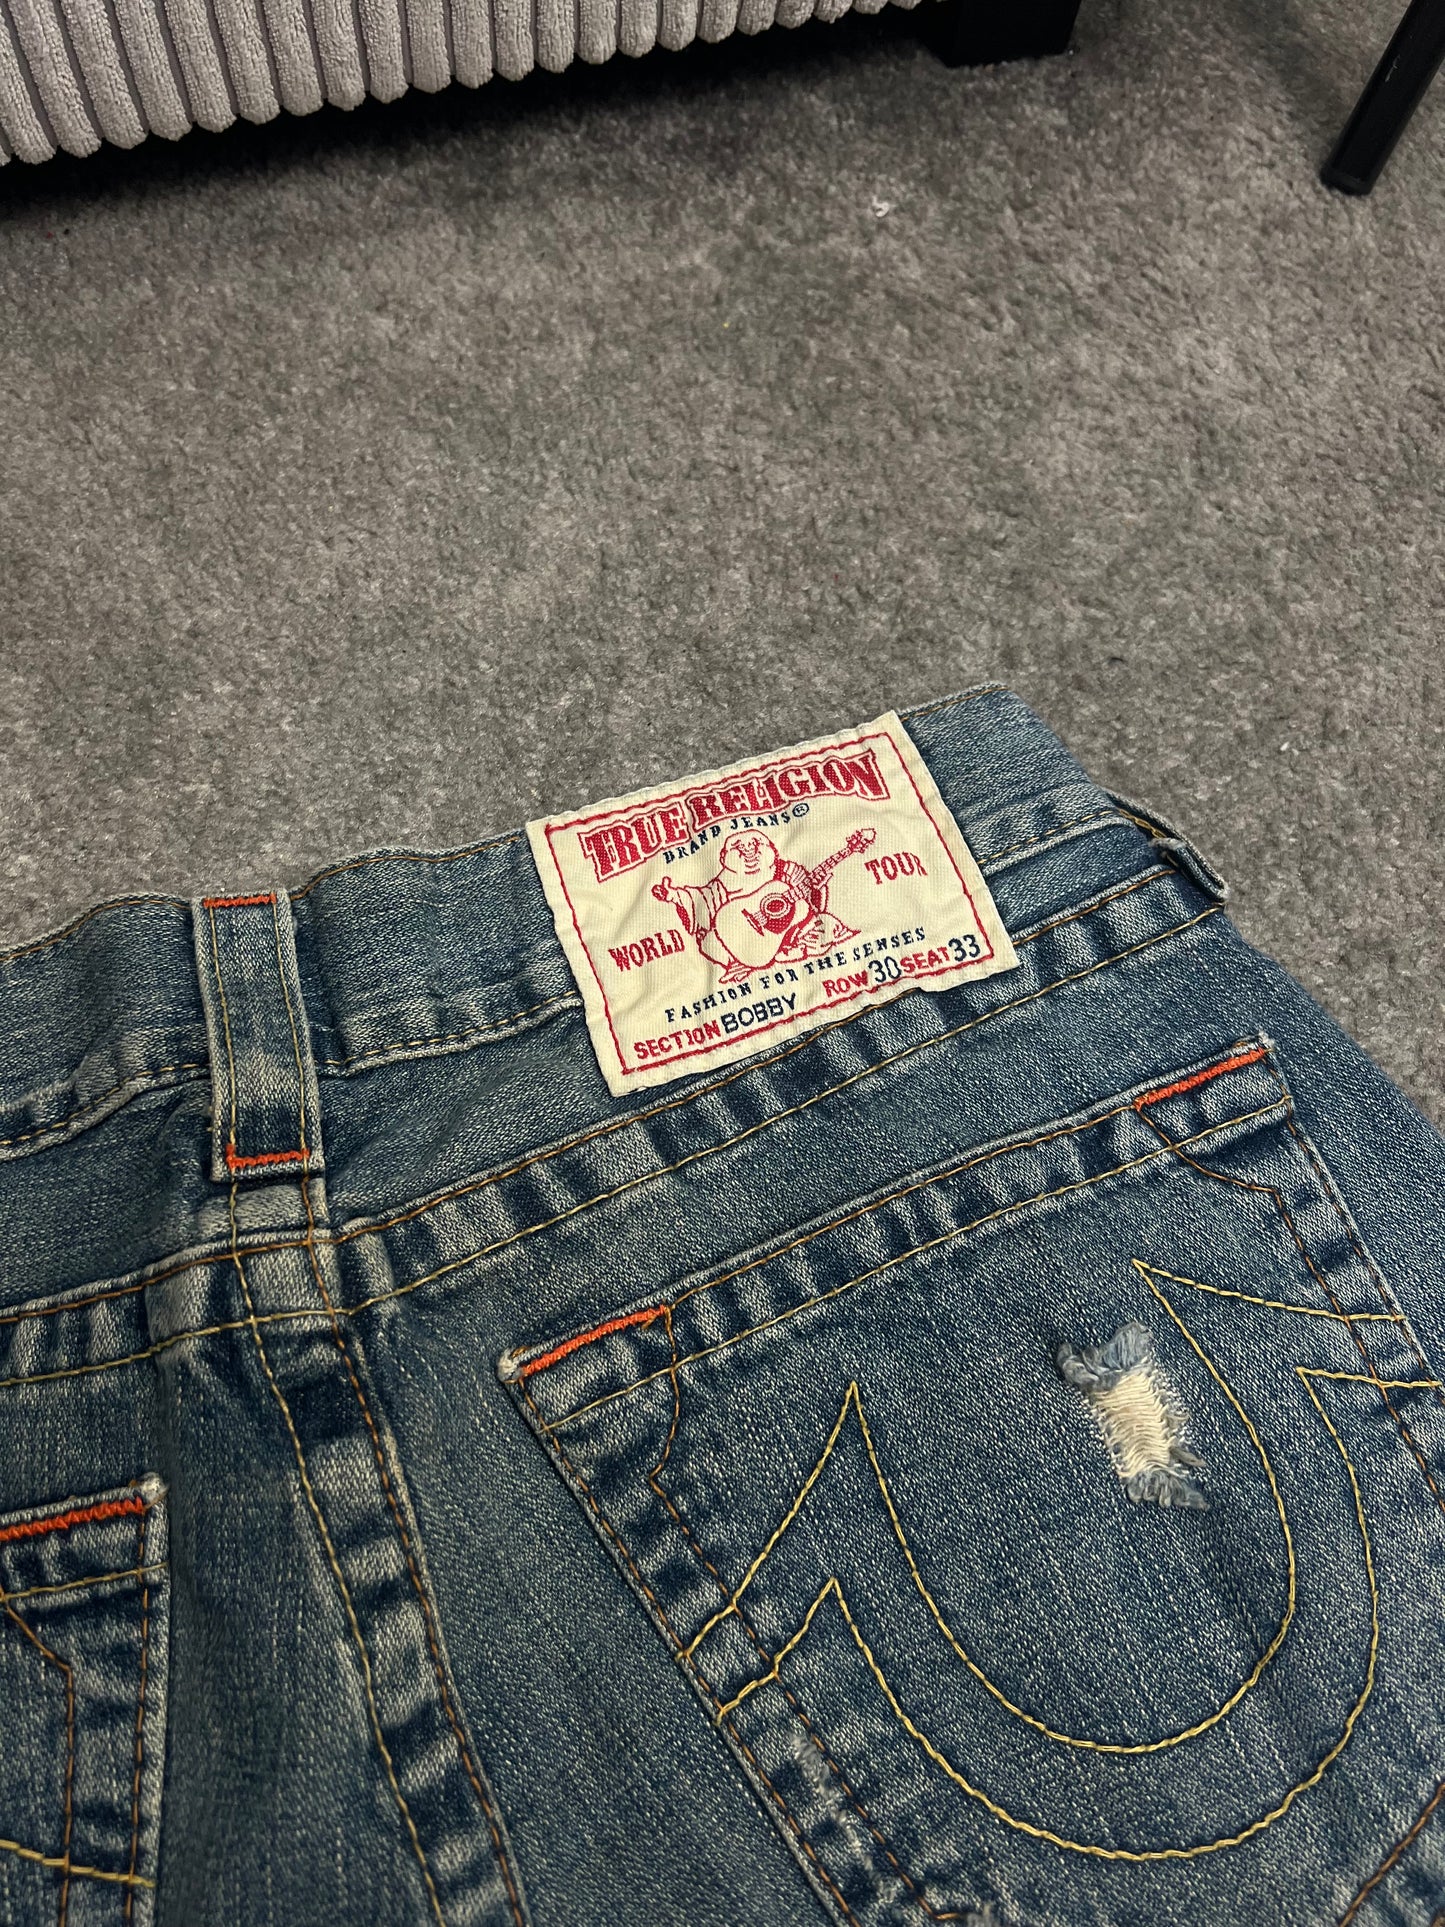 TRUE RELIGION
BRAND JEANS®
WORLD TOUR
FASHION FOR THE SENSES
SECTION BOBBY ROW 30 SEAT 33